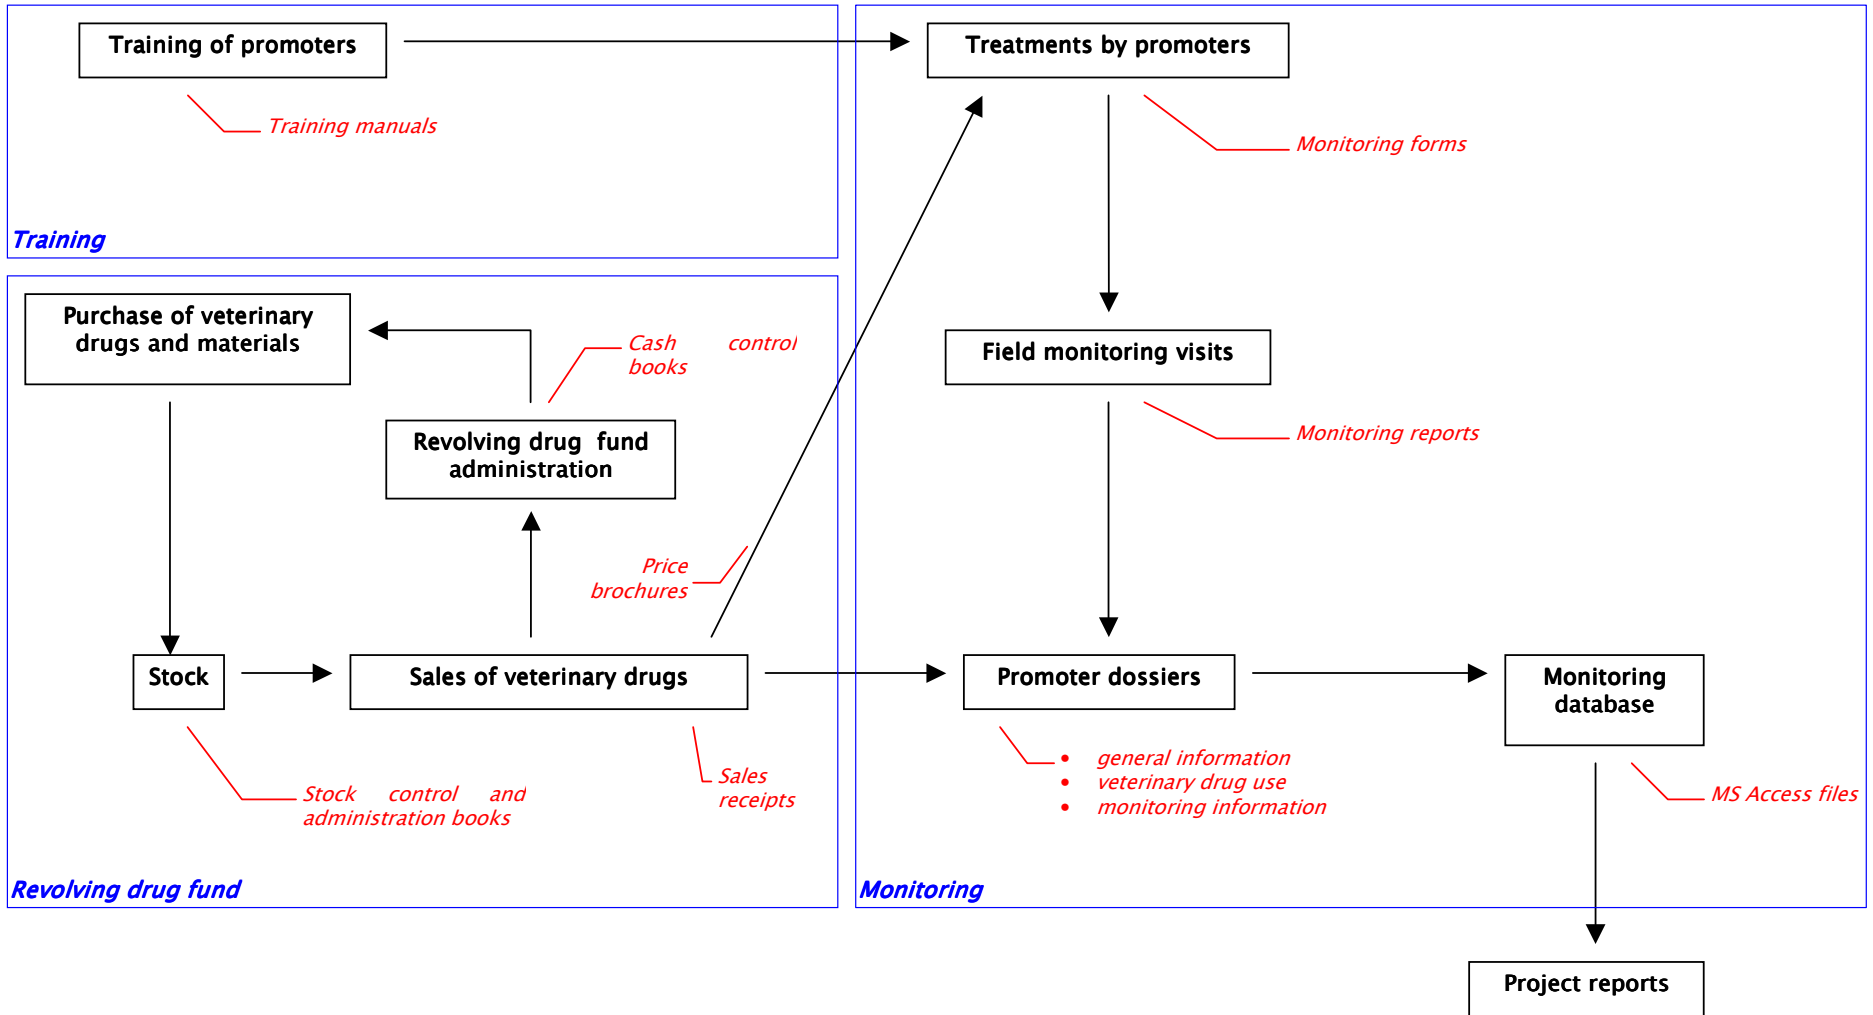 Training of promoters
Training manuals
Training
Treatments by promoters
Monitoring forms
Purchase of veterinary
drugs and materials
Cash control
books
Revolving drug fund
administration
Price
brochures
Stock
Sales of veterinary drugs
Stock control and
administration books
Sales
receipts
Revolving drug fund
Field monitoring visits
Monitoring reports
Promoter dossiers
• general information
• veterinary drug use
• monitoring information
Monitoring
database
MS Access files
Monitoring
Project reports